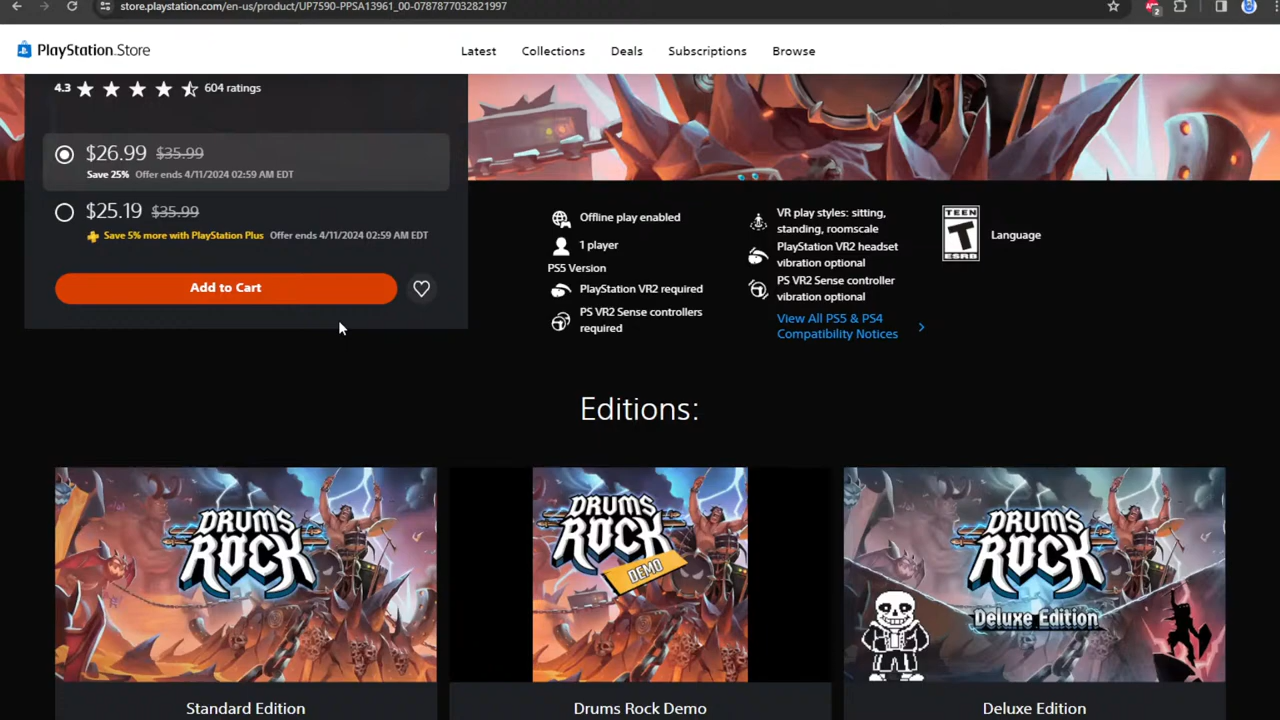 store.playstation.com/en-us/product/UP7590-PPSA13961_00-0787877032821997
2
PlayStation.Store
Latest
Collections
Deals
Subscriptions
Browse
4.3
604 ratings
$26.99 $35.99
Save 25% Offer ends 4/11/2024 02:59 AM EDT
$25.19 $35.99
Save 5% more with PlayStation Plus Offer ends 4/11/2024 02:59 AM EDT
Add to Cart
Offline play enabled
1 player
PS5 Version
PlayStation VR2 required
PS VR2 Sense controllers
required
VR play styles: sitting,
standing, roomscale
PlayStation VR2 headset
vibration optional
PS VR2 Sense controller
vibration optional
View All PS5 & PS4
Compatibility Notices
TEEN
T
ESRB
Language
Editions:
DRUMS
ROCK
Standard Edition
DRUMS
ROCK
DEMO
Drums Rock Demo
DRUMS
ROCK
Deluxe Edition
Deluxe Edition